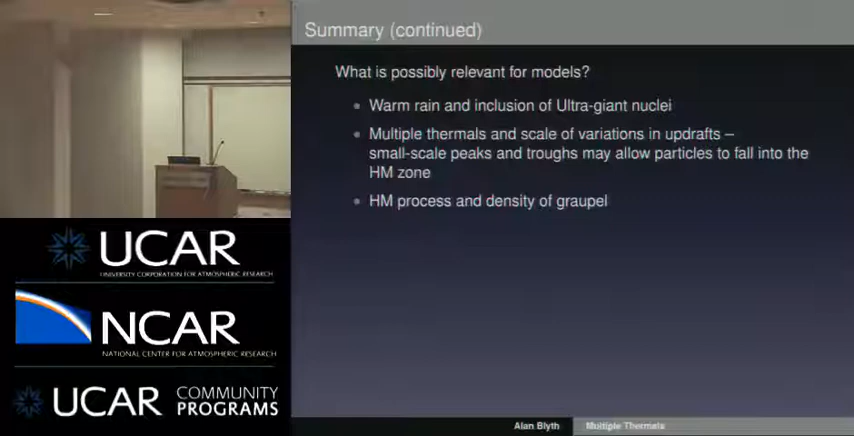 Summary (continued)
What is possibly relevant for models?
Warm rain and inclusion of Ultra-giant nuclei
Multiple thermals and scale of variations in updrafts –
small-scale peaks and troughs may allow particles to fall into the
HM zone
HM process and density of graupel
UCAR
UNIVERSITY CORPORATION FOR ATMOSPHERIC RESEARCH
NCAR
NATIONAL CENTER FOR ATMOSPHERIC RESEARCH
UCAR
COMMUNITY
PROGRAMS
Alan Blyth
Multiple Thermals